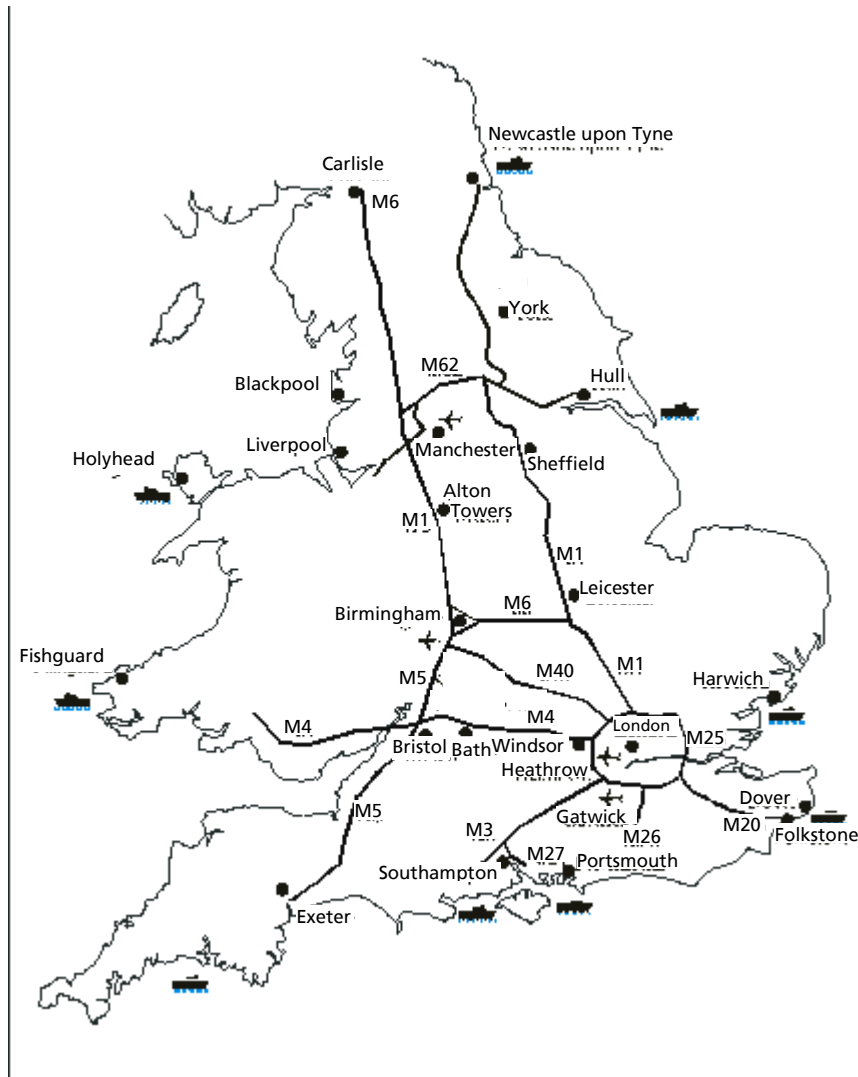 Newcastle upon Tyne
Carlisle
M6
York
M62
Blackpool
Hull
Liverpool
Manchester
Holyhead
Sheffield
Alton
Towers
M1
M1
Leicester
M6
Birmingham
Fishguard
M1
M5
M40
Harwich
M4
M4
London
Bristol
Bath
Windsor
M25
Heathrow
Dover
M5
Gatwick
M20
M3
M26
Folkstone
M27
Portsmouth
Southampton
Exeter